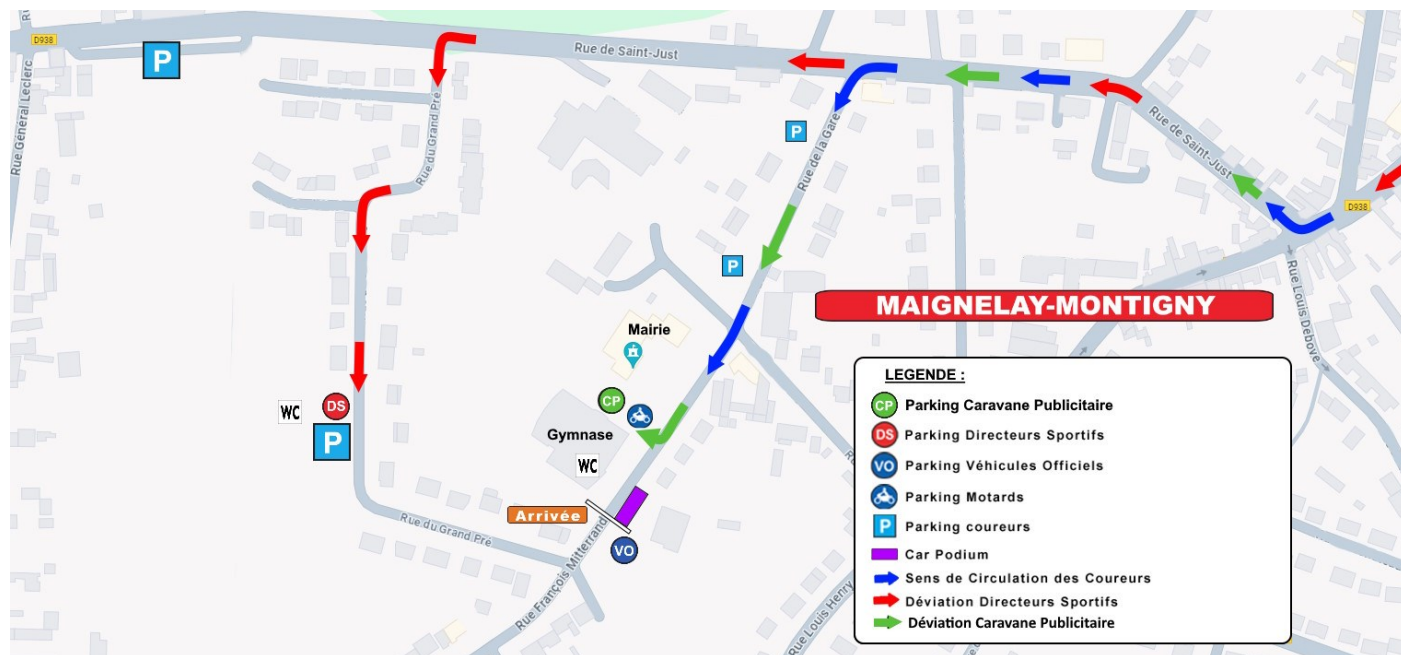 D938
P
Rue de Saint-Just
Rue Général Leclerc
Rue du Grand Pré
P
Rue de la Gare
Rue de Saint-Just
D938
P
Rue Louis Debove
MAIGNELAY-MONTIGNY
Mairie
LEGENDE :
CP Parking Caravane Publicitaire
DS Parking Directeurs Sportifs
VO Parking Véhicules Officiels
Parking Motards
P Parking coureurs
Car Podium
Sens de Circulation des Coureurs
Déviation Directeurs Sportifs
Déviation Caravane Publicitaire
CP
WC
DS
P
Gymnase
WC
Arrivée
VO
Rue du Grand Pré
Rue François Mitterrand
Rue Louis Henry